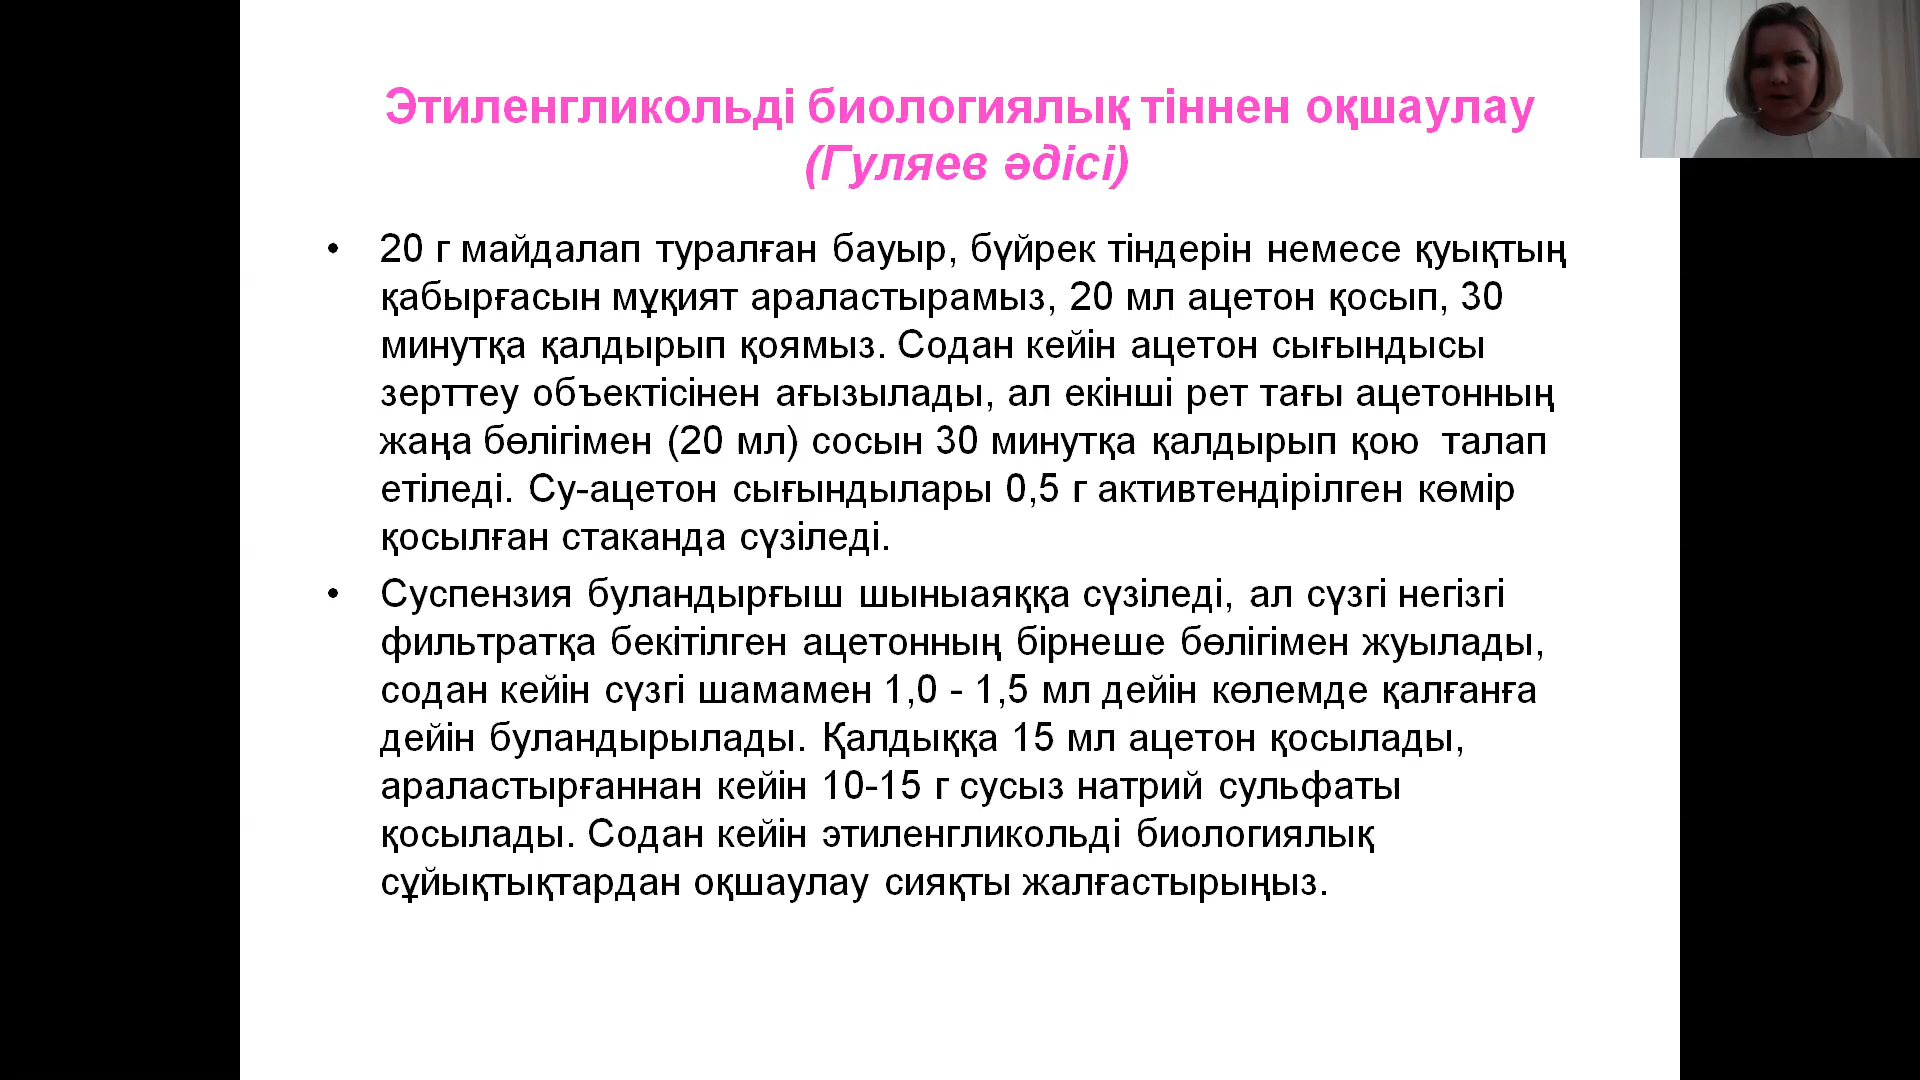 Этиленгликольді биологиялық тіннен оқшаулау
(Гуляев әдісі)
• 20 г майдалап туралған бауыр, бүйрек тіндерін немесе қуықтың
қабырғасын мұқият араластырамыз, 20 мл ацетон қосып, 30
минутқа қалдырып қоямыз. Содан кейін ацетон сығындысы
зерттеу объектісінен ағызылады, ал екінші рет тағы ацетонның
жаңа бөлігімен (20 мл) сосын 30 минутқа қалдырып қою талап
етіледі. Су-ацетон сығындылары 0,5 г активтендірілген көмір
қосылған стаканда сүзіледі.
• Суспензия буландырғыш шыныаяққа сүзіледі, ал сүзгі негізгі
фильтратқа бекітілген ацетонның бірнеше бөлігімен жуылады,
содан кейін сүзгі шамамен 1,0 - 1,5 мл дейін көлемде қалғанға
дейін буландырылады. Қалдыққа 15 мл ацетон қосылады,
араластырғаннан кейін 10-15 г сусыз натрий сульфаты
қосылады. Содан кейін этиленгликольді биологиялық
сұйықтықтардан оқшаулау сияқты жалғастырыңыз.